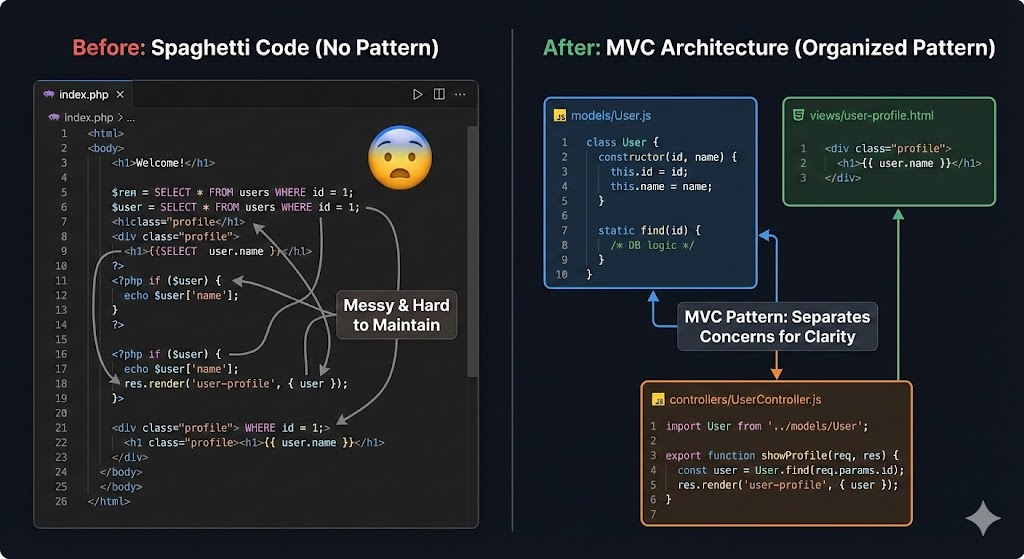 Before: Spaghetti Code (No Pattern)
index.php ×
index.php > ...
1 <html>
2 <body>
3 <h1>Welcome!</h1>
4
5 $rem = SELECT * FROM users WHERE id = 1;
6 $user = SELECT * FROM users WHERE id = 1;
7 <hiclass="profile</h1>
8 <div class="profile">
9 <h1>{{SELECT user.name }</h1>
10 ?>
11 <?php if ($user) {
12 echo $user['name'];
13 }
14 ?>
15
16 <?php if ($user) {
17 echo $user['name'];
18 res.render('user-profile', { user });
19 }>
20
21 <div class="profile"> WHERE id = 1;>
22 <h1 class="profile><h1>{{ user.name }}</h1>
23 </div>
24 </body>
25 </body>
26 </html>
Messy & Hard
to Maintain
After: MVC Architecture (Organized Pattern)
JS models/User.js
1 class User {
2 constructor(id, name) {
3 this.id = id;
4 this.name = name;
5 }
6
7 static find(id) {
8 /* DB logic */
9 }
10 }
views/user-profile.html
1 <div class="profile">
2 <h1>{{ user.name }}</h1>
3 </div>
MVC Pattern: Separates
Concerns for Clarity
JS controllers/UserController.js
1 import User from '../models/User';
2
3 export function showProfile(req, res) {
4 const user = User.find(req.params.id);
5 res.render('user-profile', { user });
6 }
7